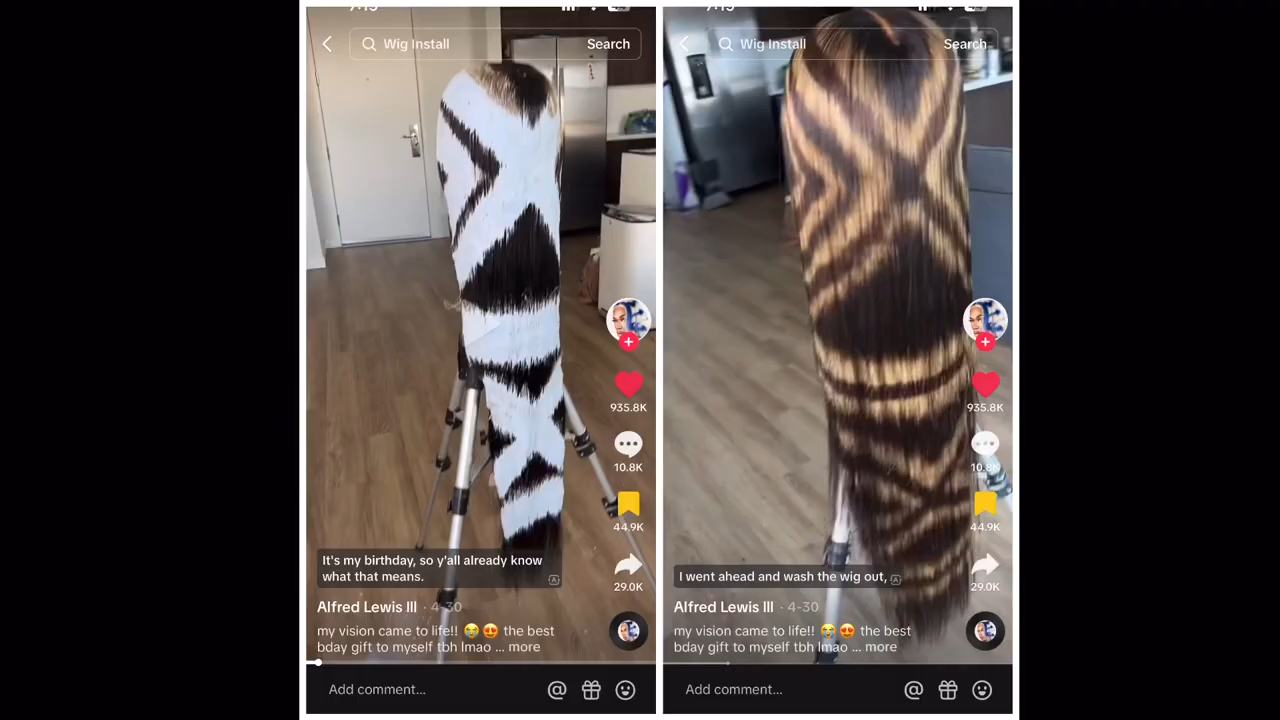 Wig Install
Search
935.8K
10.8K
44.9K
29.0K
It's my birthday, so y'all already know
what that means.
Alfred Lewis III · 4-30
my vision came to life!! 😭😍 the best
bday gift to myself tbh lmao ... more
Add comment...
Wig Install
Search
935.8K
10.8K
44.9K
29.0K
I went ahead and wash the wig out,
Alfred Lewis III · 4-30
my vision came to life!! 😭😍 the best
bday gift to myself tbh lmao ... more
Add comment...